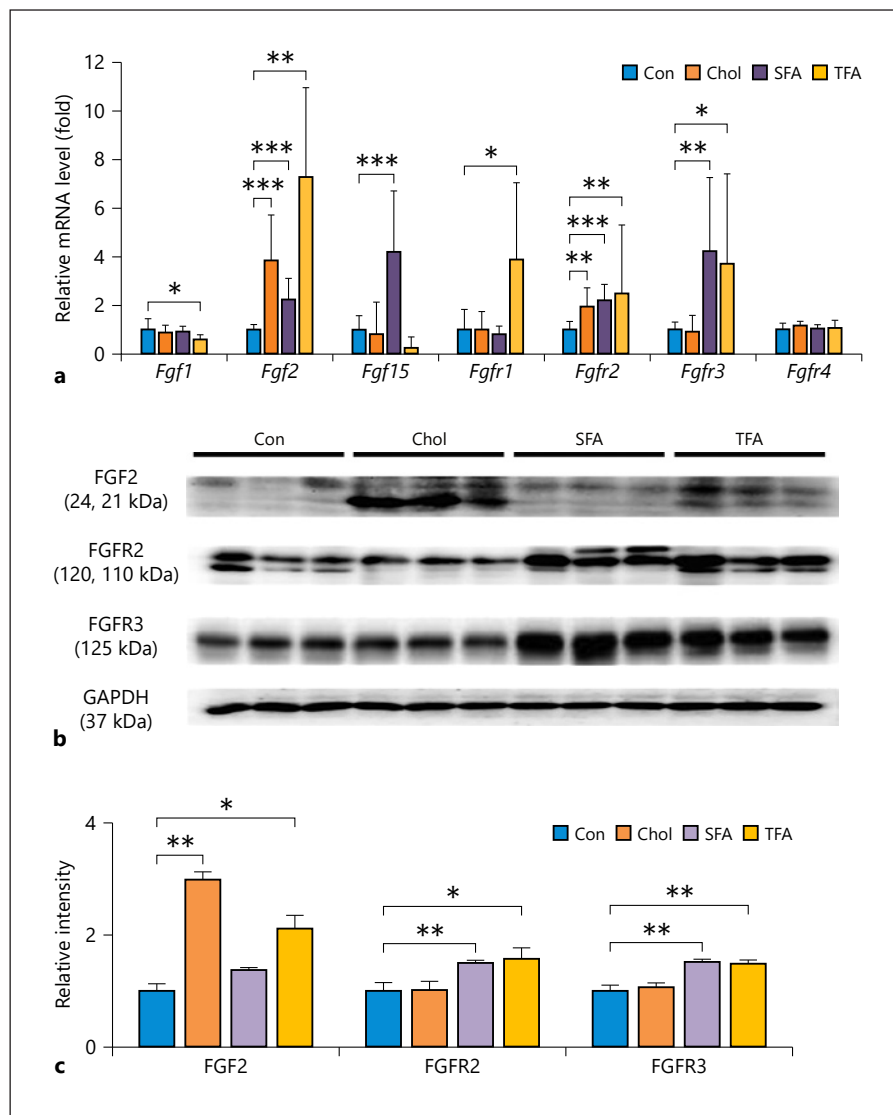 12
10
8
6
4
2
0
Relative mRNA level (fold)
Con Chol SFA TFA
*
***
***
**
***
*
**
***
**
**
*
Fgf1 Fgf2 Fgf15 Fgfr1 Fgfr2 Fgfr3 Fgfr4
a
Con Chol SFA TFA
FGF2
(24, 21 kDa)
FGFR2
(120, 110 kDa)
FGFR3
(125 kDa)
GAPDH
(37 kDa)
b
4
2
0
Relative intensity
Con Chol SFA TFA
*
**
*
**
**
**
FGF2 FGFR2 FGFR3
c